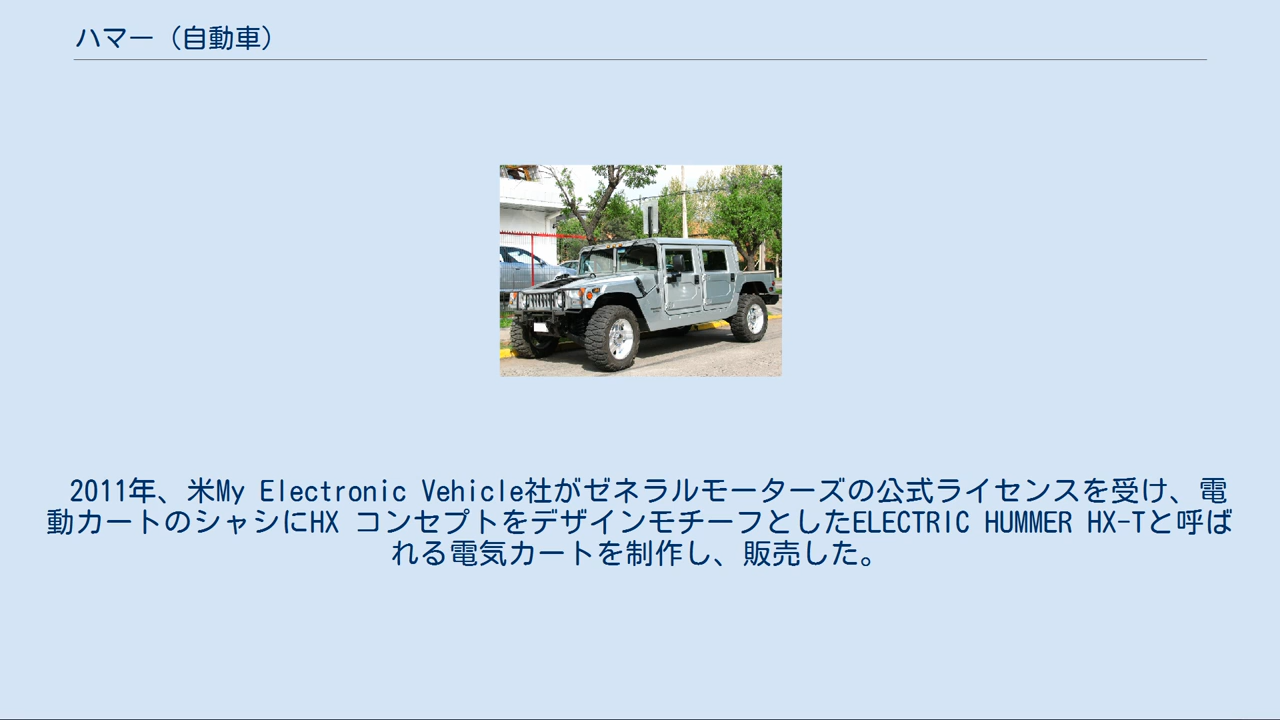 ハマー（自動車）
2011年、米My Electronic Vehicle社がゼネラルモーターズの公式ライセンスを受け、電
動カートのシャシにHX コンセプトをデザインモチーフとしたELECTRIC HUMMER HX-Tと呼ば
れる電気カートを制作し、販売した。